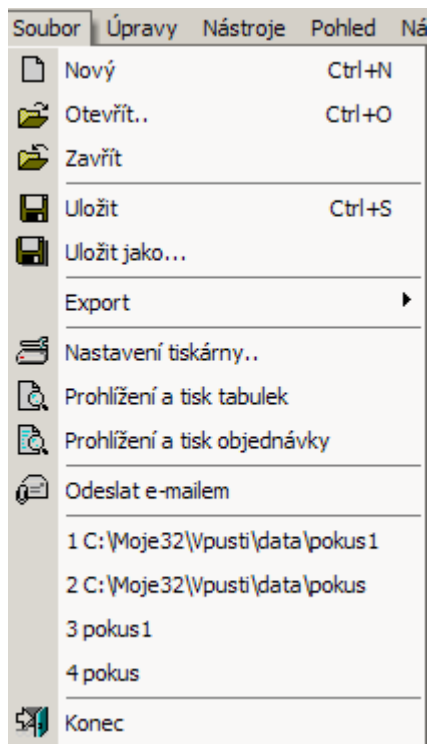 Soubor Úpravy Nástroje Pohled Ná
Nový Ctrl+N
Otevřít.. Ctrl+O
Zavřít
Uložit Ctrl+S
Uložit jako...
Export
Nastavení tiskárny..
Prohlížení a tisk tabulek
Prohlížení a tisk objednávky
Odeslat e-mailem
1 C:\Moje32\Vpusti\data\pokus1
2 C:\Moje32\Vpusti\data\pokus
3 pokus1
4 pokus
Konec